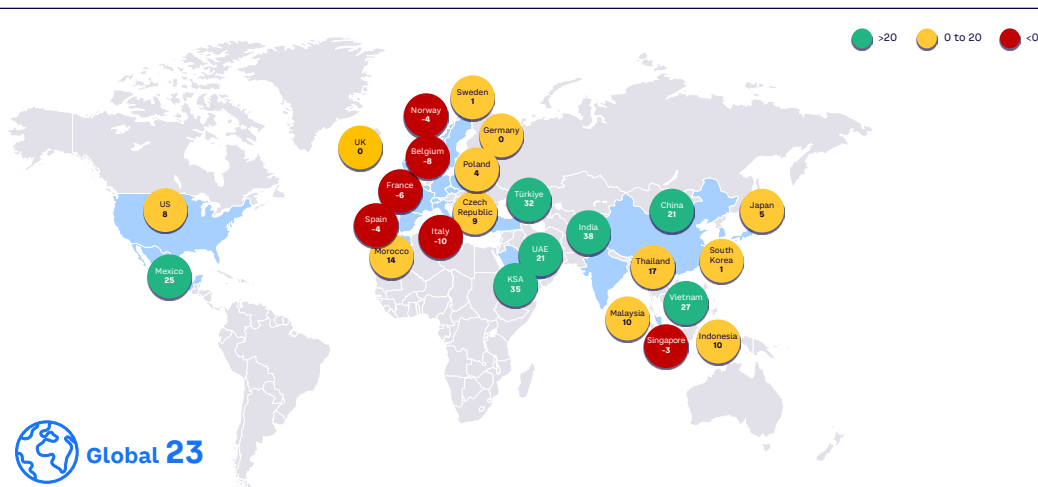 >20
0 to 20
<0
Sweden
1
Norway
-4
Germany
0
UK
0
Belgium
-8
Poland
4
France
-6
Türkiye
32
Czech
Republic
9
US
8
China
21
Japan
5
Spain
-4
Italy
-10
India
38
Morocco
14
UAE
21
South
Korea
1
Thailand
17
Mexico
25
KSA
35
Vietnam
27
Malaysia
10
Singapore
-3
Indonesia
10
Global 23